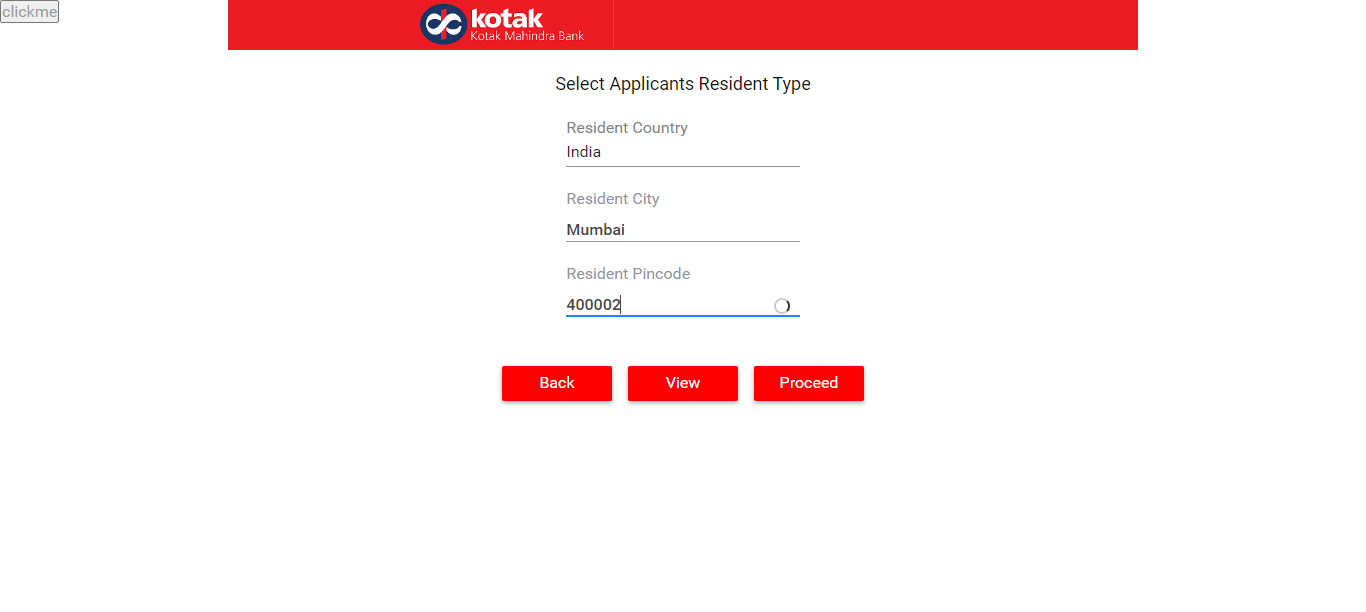 clickme
kotak
Kotak Mahindra Bank
Select Applicants Resident Type
Resident Country
India
Resident City
Mumbai
Resident Pincode
400002
Back View Proceed